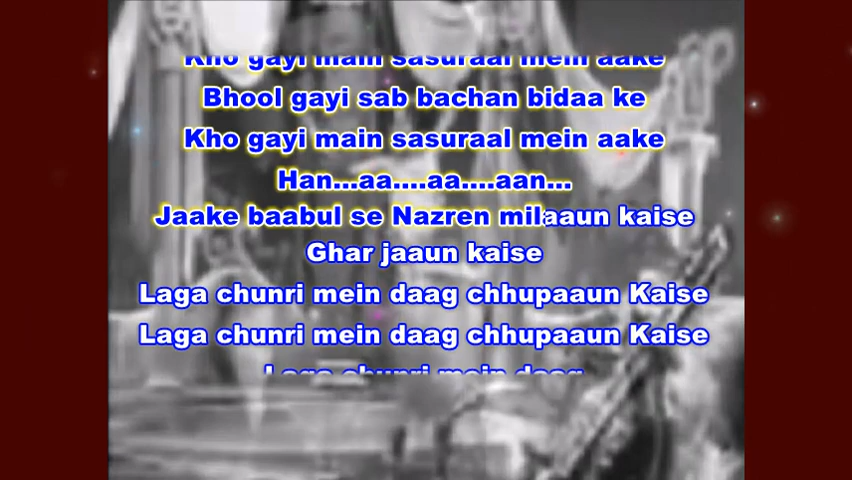 Kho gayi main sasuraal mein aake
Bhool gayi sab bachan bidaa ke
Kho gayi main sasuraal mein aake
Han...aa....aa....aan...
Jaake baabul se Nazren milaaun kaise
Ghar jaaun kaise
Laga chunri mein daag chhupaaun Kaise
Laga chunri mein daag chhupaaun Kaise
Laga chunri mein daag